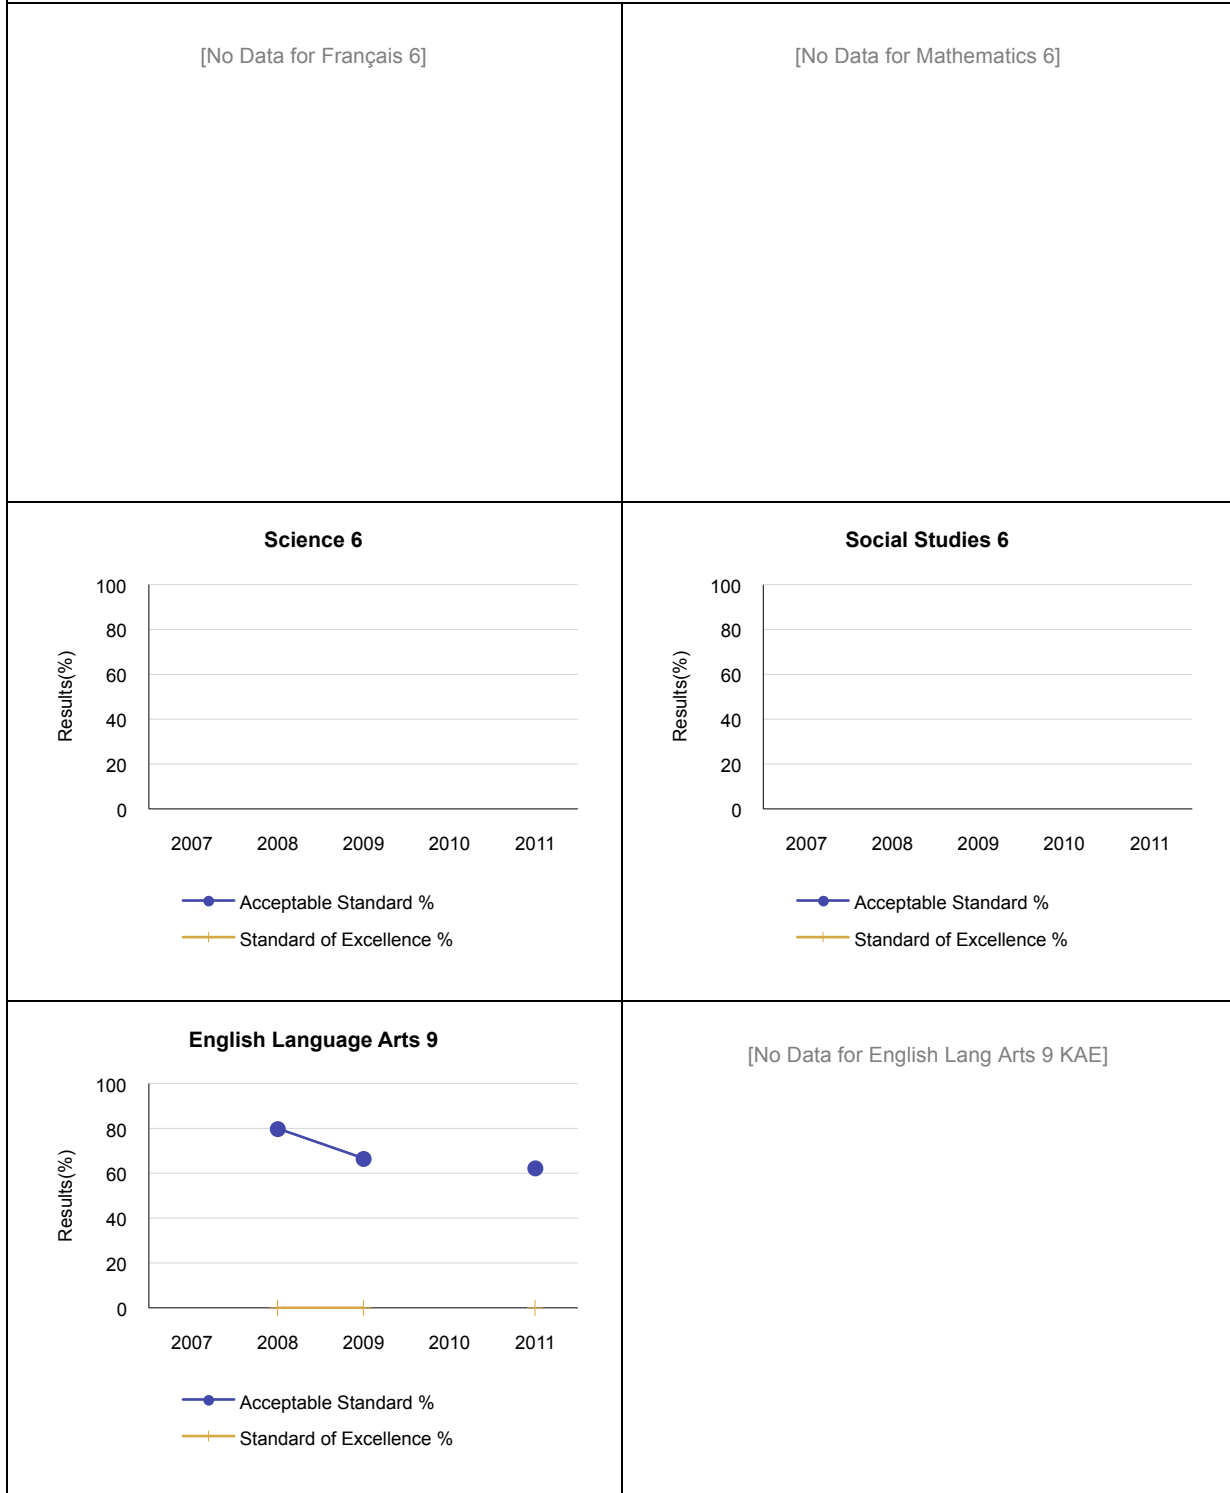 [No Data for Français 6]
[No Data for Mathematics 6]
Science 6
100
80
60
40
20
0
Results(%)
2007 2008 2009 2010 2011
Acceptable Standard %
Standard of Excellence %
Social Studies 6
100
80
60
40
20
0
Results(%)
2007 2008 2009 2010 2011
Acceptable Standard %
Standard of Excellence %
English Language Arts 9
100
80
60
40
20
0
Results(%)
2007 2008 2009 2010 2011
Acceptable Standard %
Standard of Excellence %
[No Data for English Lang Arts 9 KAE]